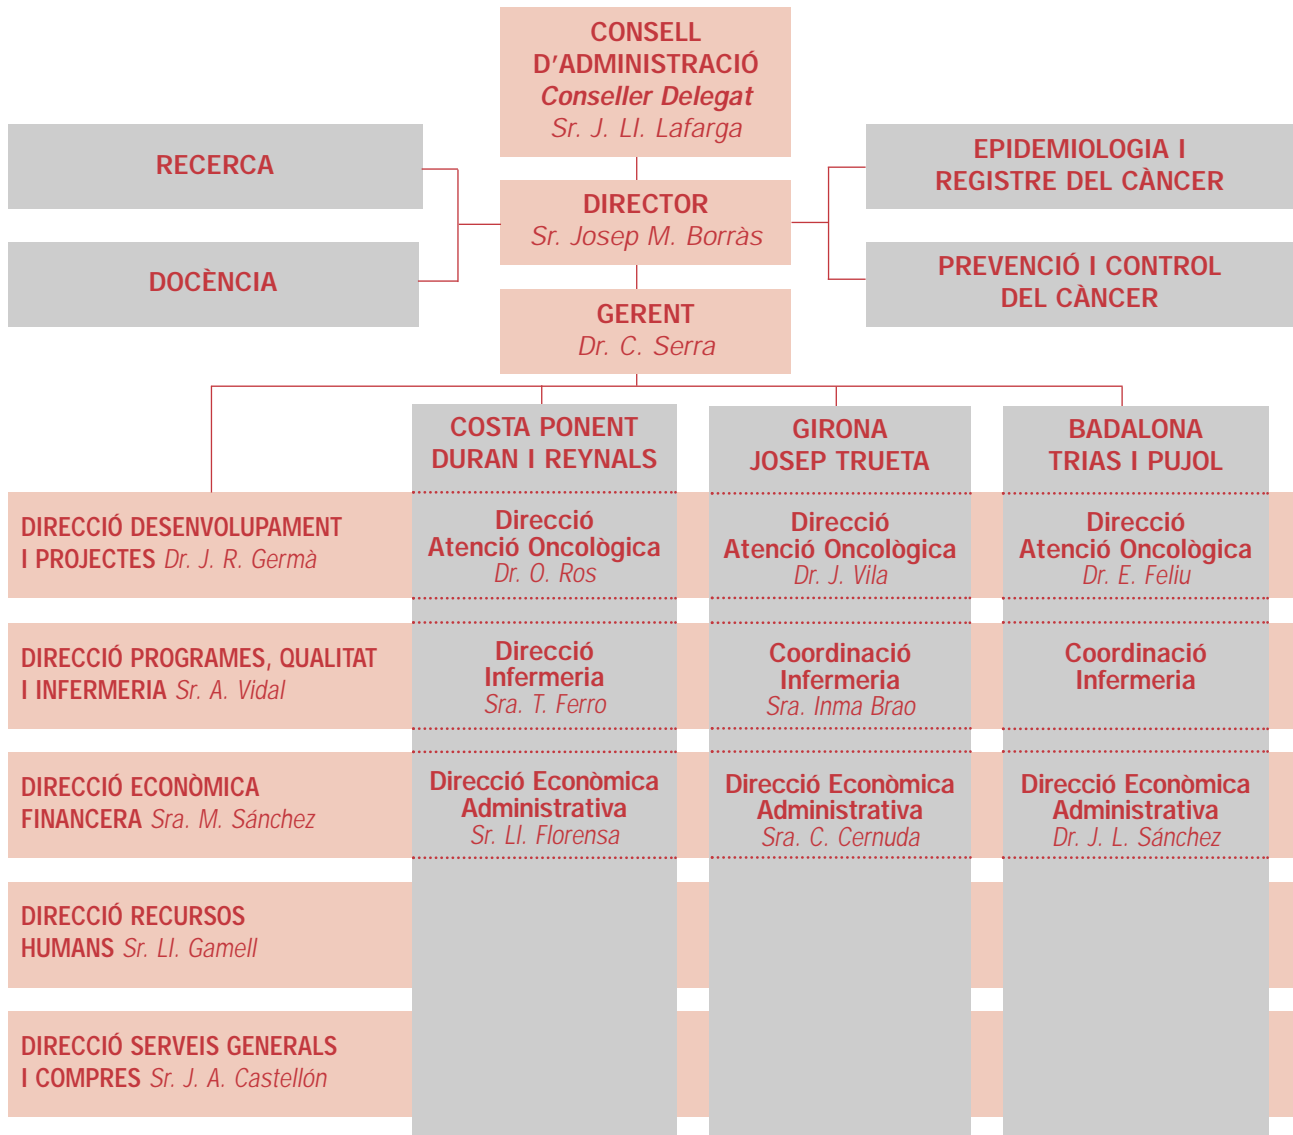 CONSELL
D'ADMINISTRACIÓ
Conseller Delegat
Sr. J. Ll. Lafarga
RECERCA
DOCÈNCIA
DIRECTOR
Sr. Josep M. Borràs
EPIDEMIOLOGIA I
REGISTRE DEL CÀNCER
PREVENCIÓ I CONTROL
DEL CÀNCER
GERENT
Dr. C. Serra
COSTA PONENT
DURAN I REYNALS
GIRONA
JOSEP TRUETA
BADALONA
TRIAS I PUJOL
DIRECCIÓ DESENVOLUPAMENT
I PROJECTES Dr. J. R. Germà
Direcció
Atenció Oncològica
Dr. O. Ros
Direcció
Atenció Oncològica
Dr. J. Vila
Direcció
Atenció Oncològica
Dr. E. Feliu
DIRECCIÓ PROGRAMES, QUALITAT
I INFERMERIA Sr. A. Vidal
Direcció
Infermeria
Sra. T. Ferro
Coordinació
Infermeria
Sra. Inma Brao
Coordinació
Infermeria
DIRECCIÓ ECONÒMICA
FINANCERA Sra. M. Sánchez
Direcció Econòmica
Administrativa
Sr. Ll. Florensa
Direcció Econòmica
Administrativa
Sra. C. Cernuda
Direcció Econòmica
Administrativa
Dr. J. L. Sánchez
DIRECCIÓ RECURSOS
HUMANS Sr. Ll. Gamell
DIRECCIÓ SERVEIS GENERALS
I COMPRES Sr. J. A. Castellón